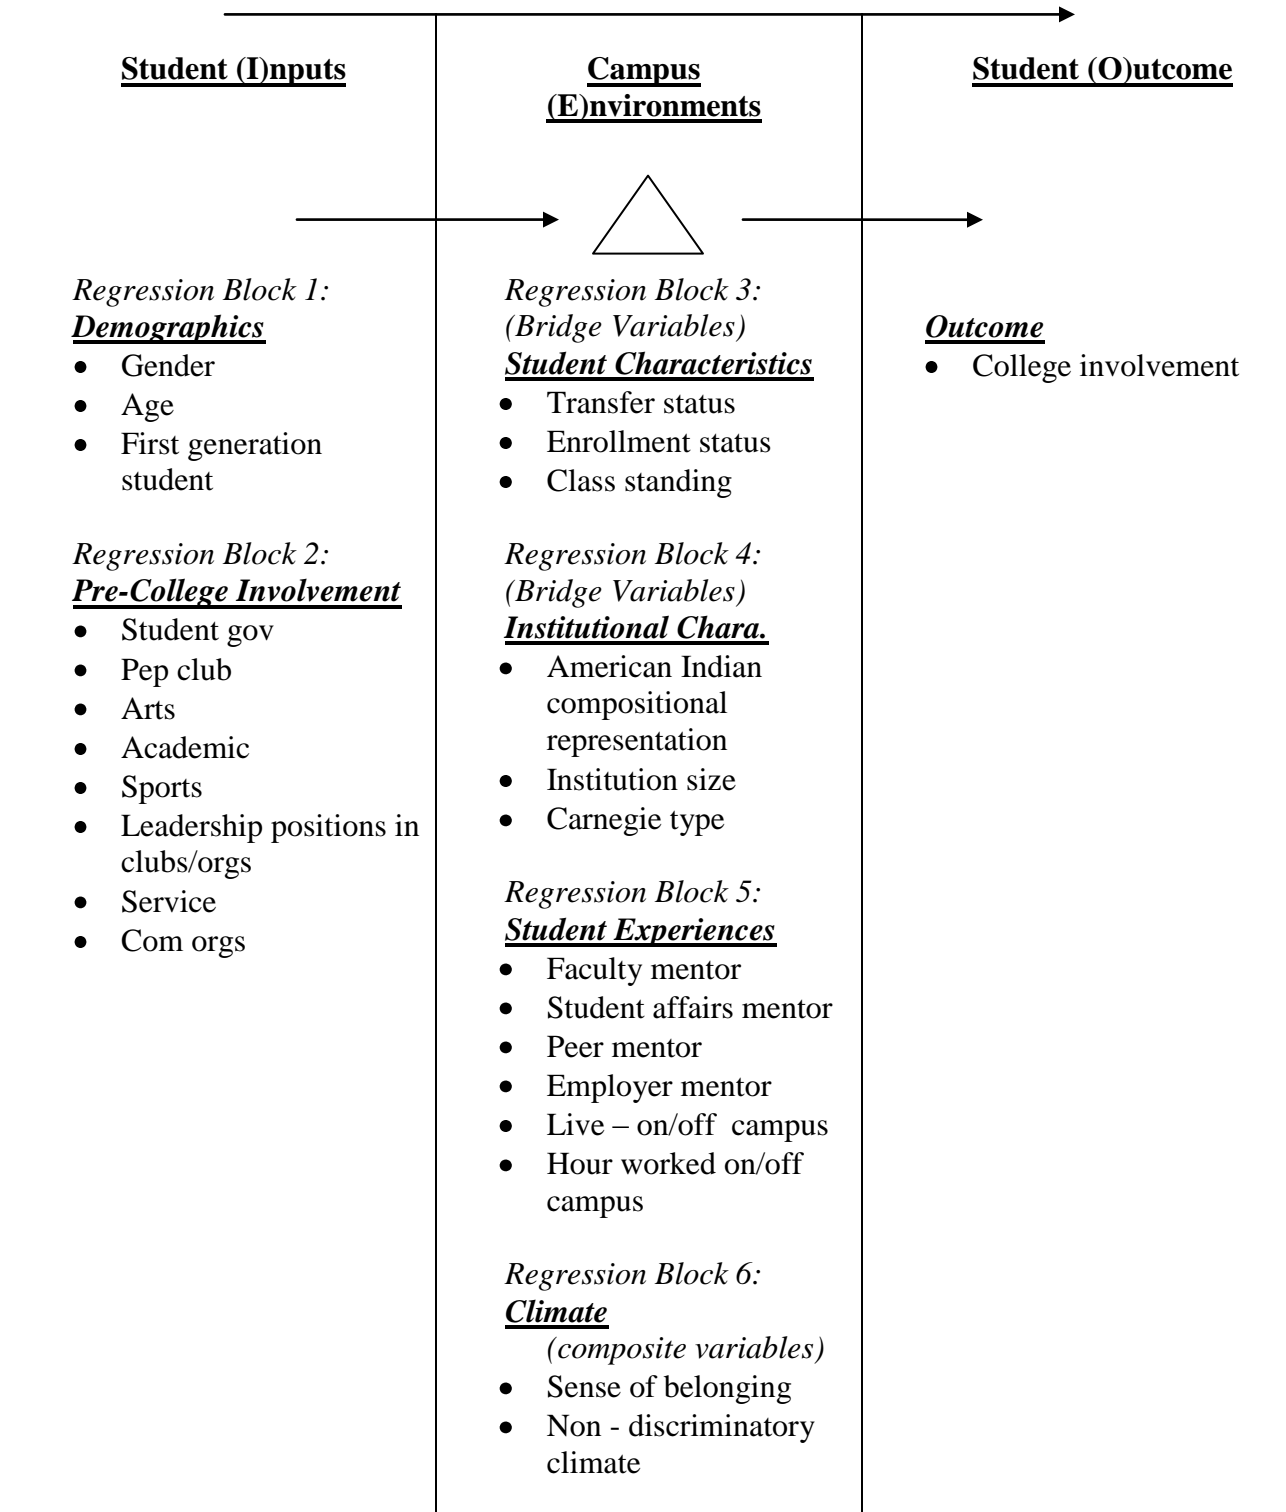 Student (I)nputs
Campus
(E)nvironments
Student (O)utcome
Regression Block 1:
Demographics
• Gender
• Age
• First generation
student
Regression Block 2:
Pre-College Involvement
• Student gov
• Pep club
• Arts
• Academic
• Sports
• Leadership positions in
clubs/orgs
• Service
• Com orgs
Regression Block 3:
(Bridge Variables)
Student Characteristics
• Transfer status
• Enrollment status
• Class standing
Regression Block 4:
(Bridge Variables)
Institutional Chara.
• American Indian
compositional
representation
• Institution size
• Carnegie type
Regression Block 5:
Student Experiences
• Faculty mentor
• Student affairs mentor
• Peer mentor
• Employer mentor
• Live – on/off campus
• Hour worked on/off
campus
Regression Block 6:
Climate
(composite variables)
• Sense of belonging
• Non - discriminatory
climate
Outcome
• College involvement